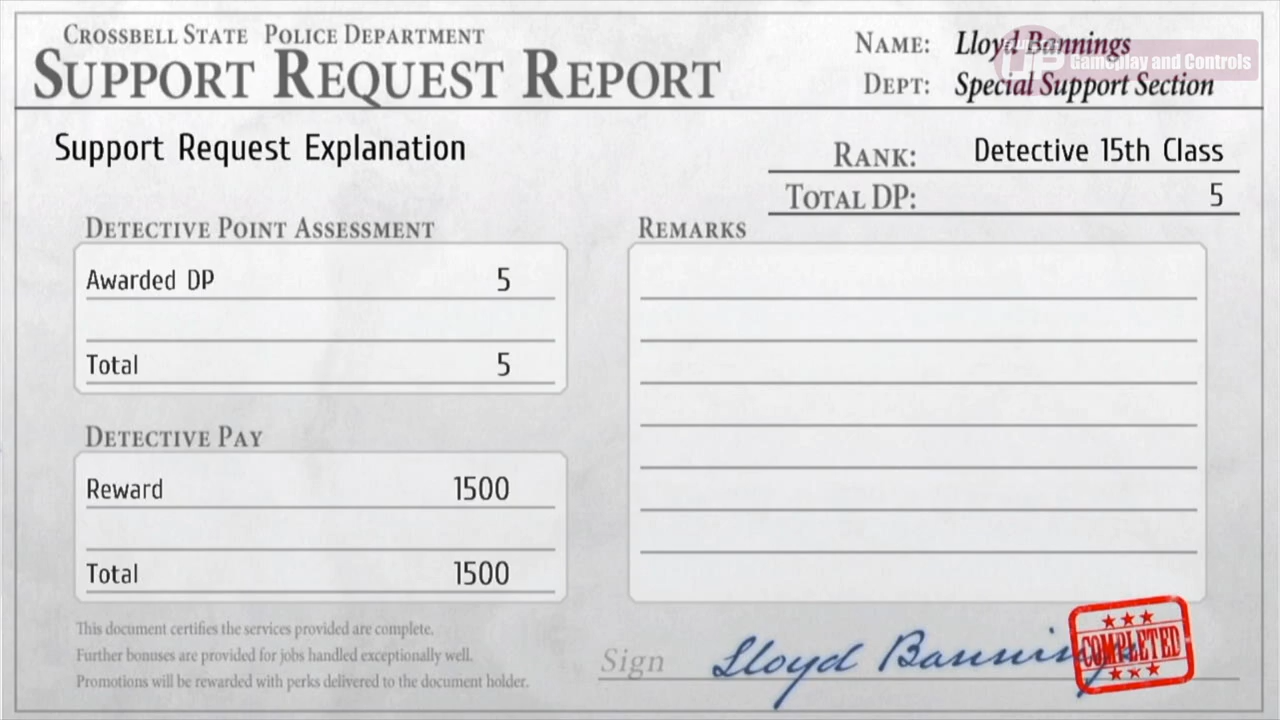 CROSSBELL STATE POLICE DEPARTMENT
SUPPORT REQUEST REPORT
NAME: Lloyd Bannings
DEPT: Special Support Section
UP Gameplay and Controls
Support Request Explanation
RANK: Detective 15th Class
TOTAL DP: 5
DETECTIVE POINT ASSESSMENT
Awarded DP 5
Total 5
DETECTIVE PAY
Reward 1500
Total 1500
REMARKS
This document certifies the services provided are complete.
Further bonuses are provided for jobs handled exceptionally well.
Promotions will be rewarded with perks delivered to the document holder.
Sign Lloyd Bannings
COMPLETED